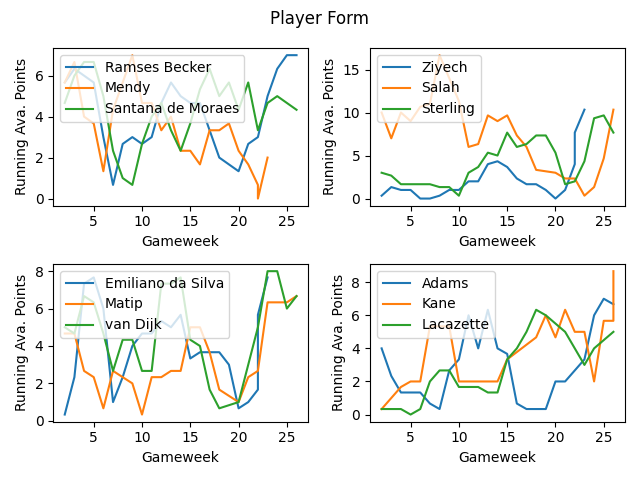 Player Form
Running Ava. Points
6
4
2
0
Ramses Becker
Mendy
Santana de Moraes
5 10 15 20 25
Gameweek
Running Ava. Points
15
10
5
0
Ziyech
Salah
Sterling
5 10 15 20 25
Gameweek
Running Ava. Points
8
6
4
2
0
Emiliano da Silva
Matip
van Dijk
5 10 15 20 25
Gameweek
Running Ava. Points
8
6
4
2
0
Adams
Kane
Lacazette
5 10 15 20 25
Gameweek